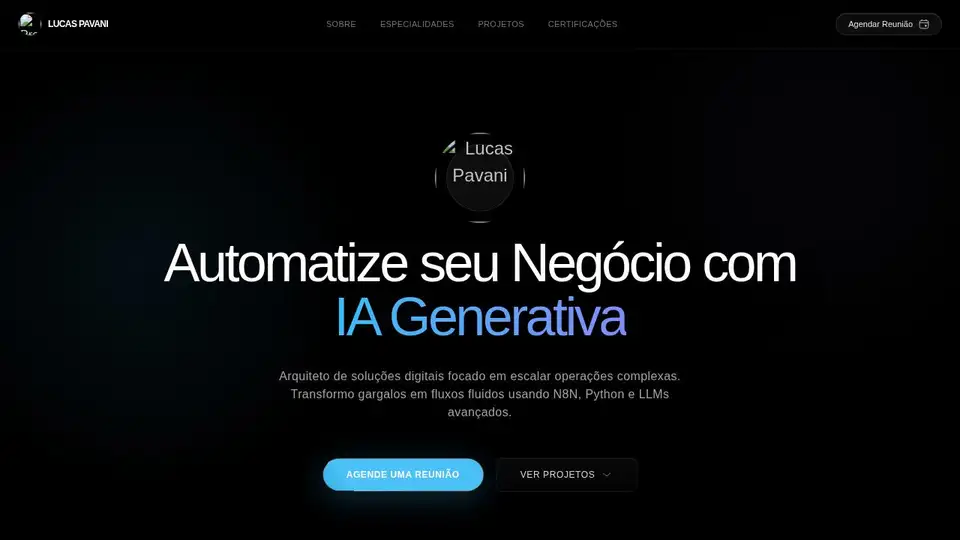 LUCAS PAVANI
SOBRE
ESPECIALIDADES
PROJETOS
CERTIFICAÇÕES
Agendar Reunião
Lucas
Pavani
Automatize seu Negócio com
IA Generativa
Arquiteto de soluções digitais focado em escalar operações complexas.
Transformo gargalos em fluxos fluidos usando N8N, Python e LLMs
avançados.
AGENDE UMA REUNIÃO
VER PROJETOS